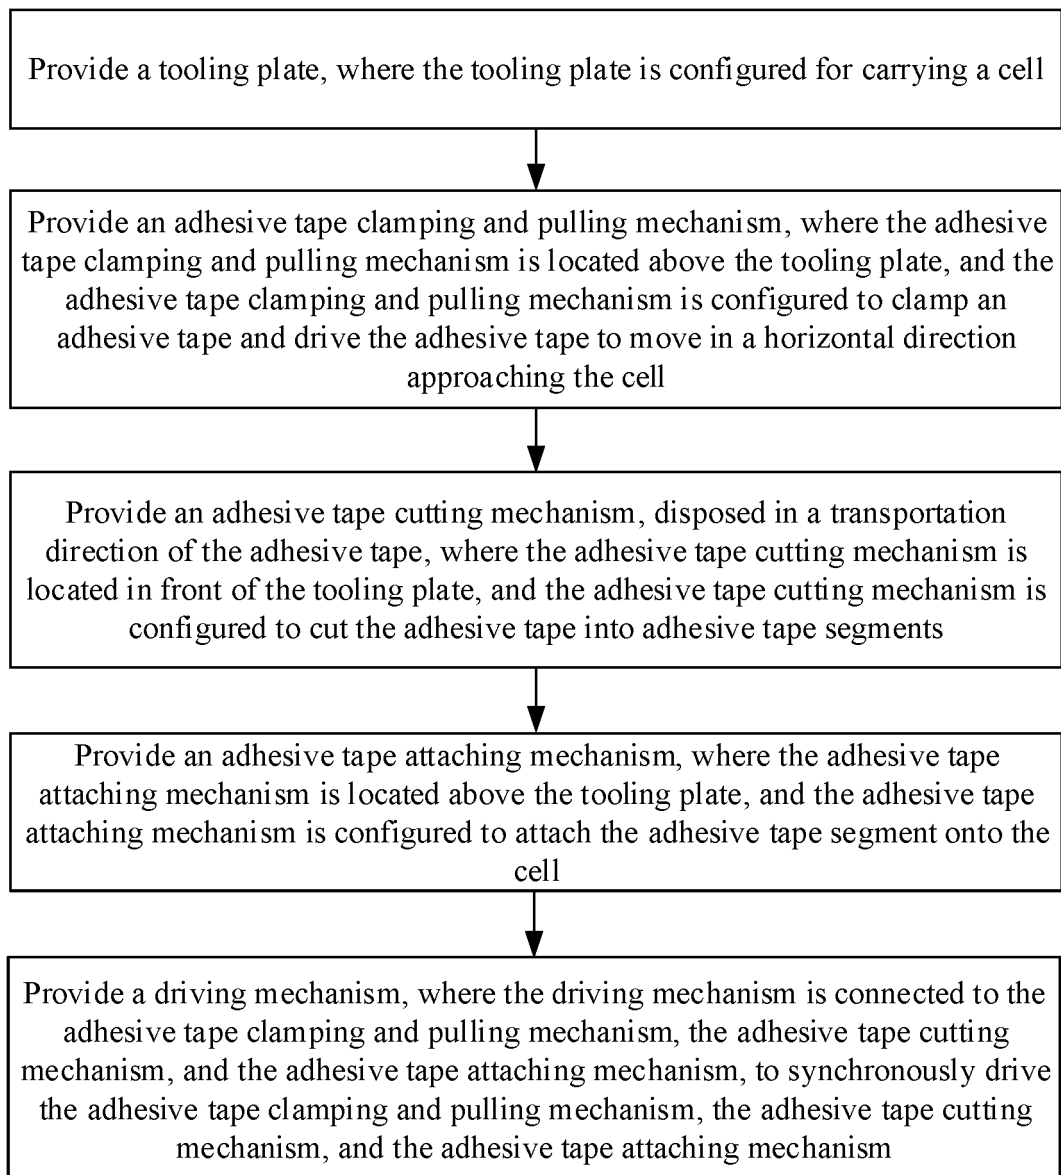 Provide a tooling plate, where the tooling plate is configured for carrying a cell
Provide an adhesive tape clamping and pulling mechanism, where the adhesive
tape clamping and pulling mechanism is located above the tooling plate, and the
adhesive tape clamping and pulling mechanism is configured to clamp an
adhesive tape and drive the adhesive tape to move in a horizontal direction
approaching the cell
Provide an adhesive tape cutting mechanism, disposed in a transportation
direction of the adhesive tape, where the adhesive tape cutting mechanism is
located in front of the tooling plate, and the adhesive tape cutting mechanism is
configured to cut the adhesive tape into adhesive tape segments
Provide an adhesive tape attaching mechanism, where the adhesive tape
attaching mechanism is located above the tooling plate, and the adhesive tape
attaching mechanism is configured to attach the adhesive tape segment onto the
cell
Provide a driving mechanism, where the driving mechanism is connected to the
adhesive tape clamping and pulling mechanism, the adhesive tape cutting
mechanism, and the adhesive tape attaching mechanism, to synchronously drive
the adhesive tape clamping and pulling mechanism, the adhesive tape cutting
mechanism, and the adhesive tape attaching mechanism